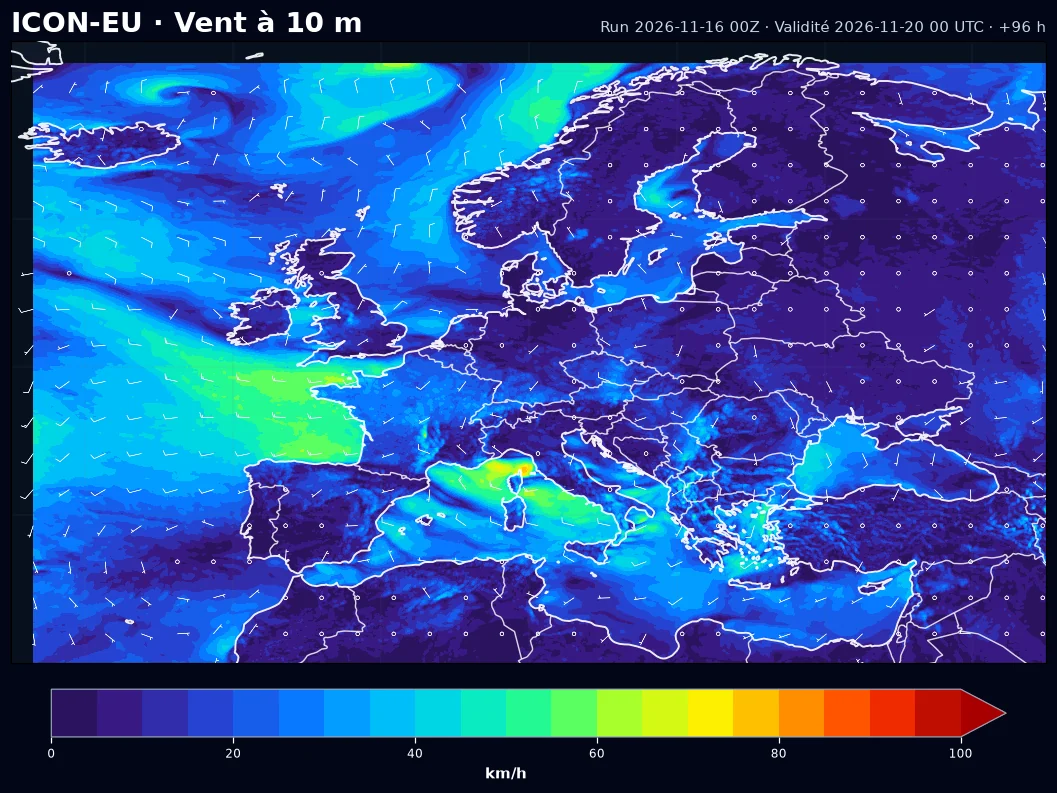 ICON-EU · Vent à 10 m
Run 2026-11-16 00Z · Validité 2026-11-20 00 UTC · +96 h
0 20 40 60 80 100
km/h